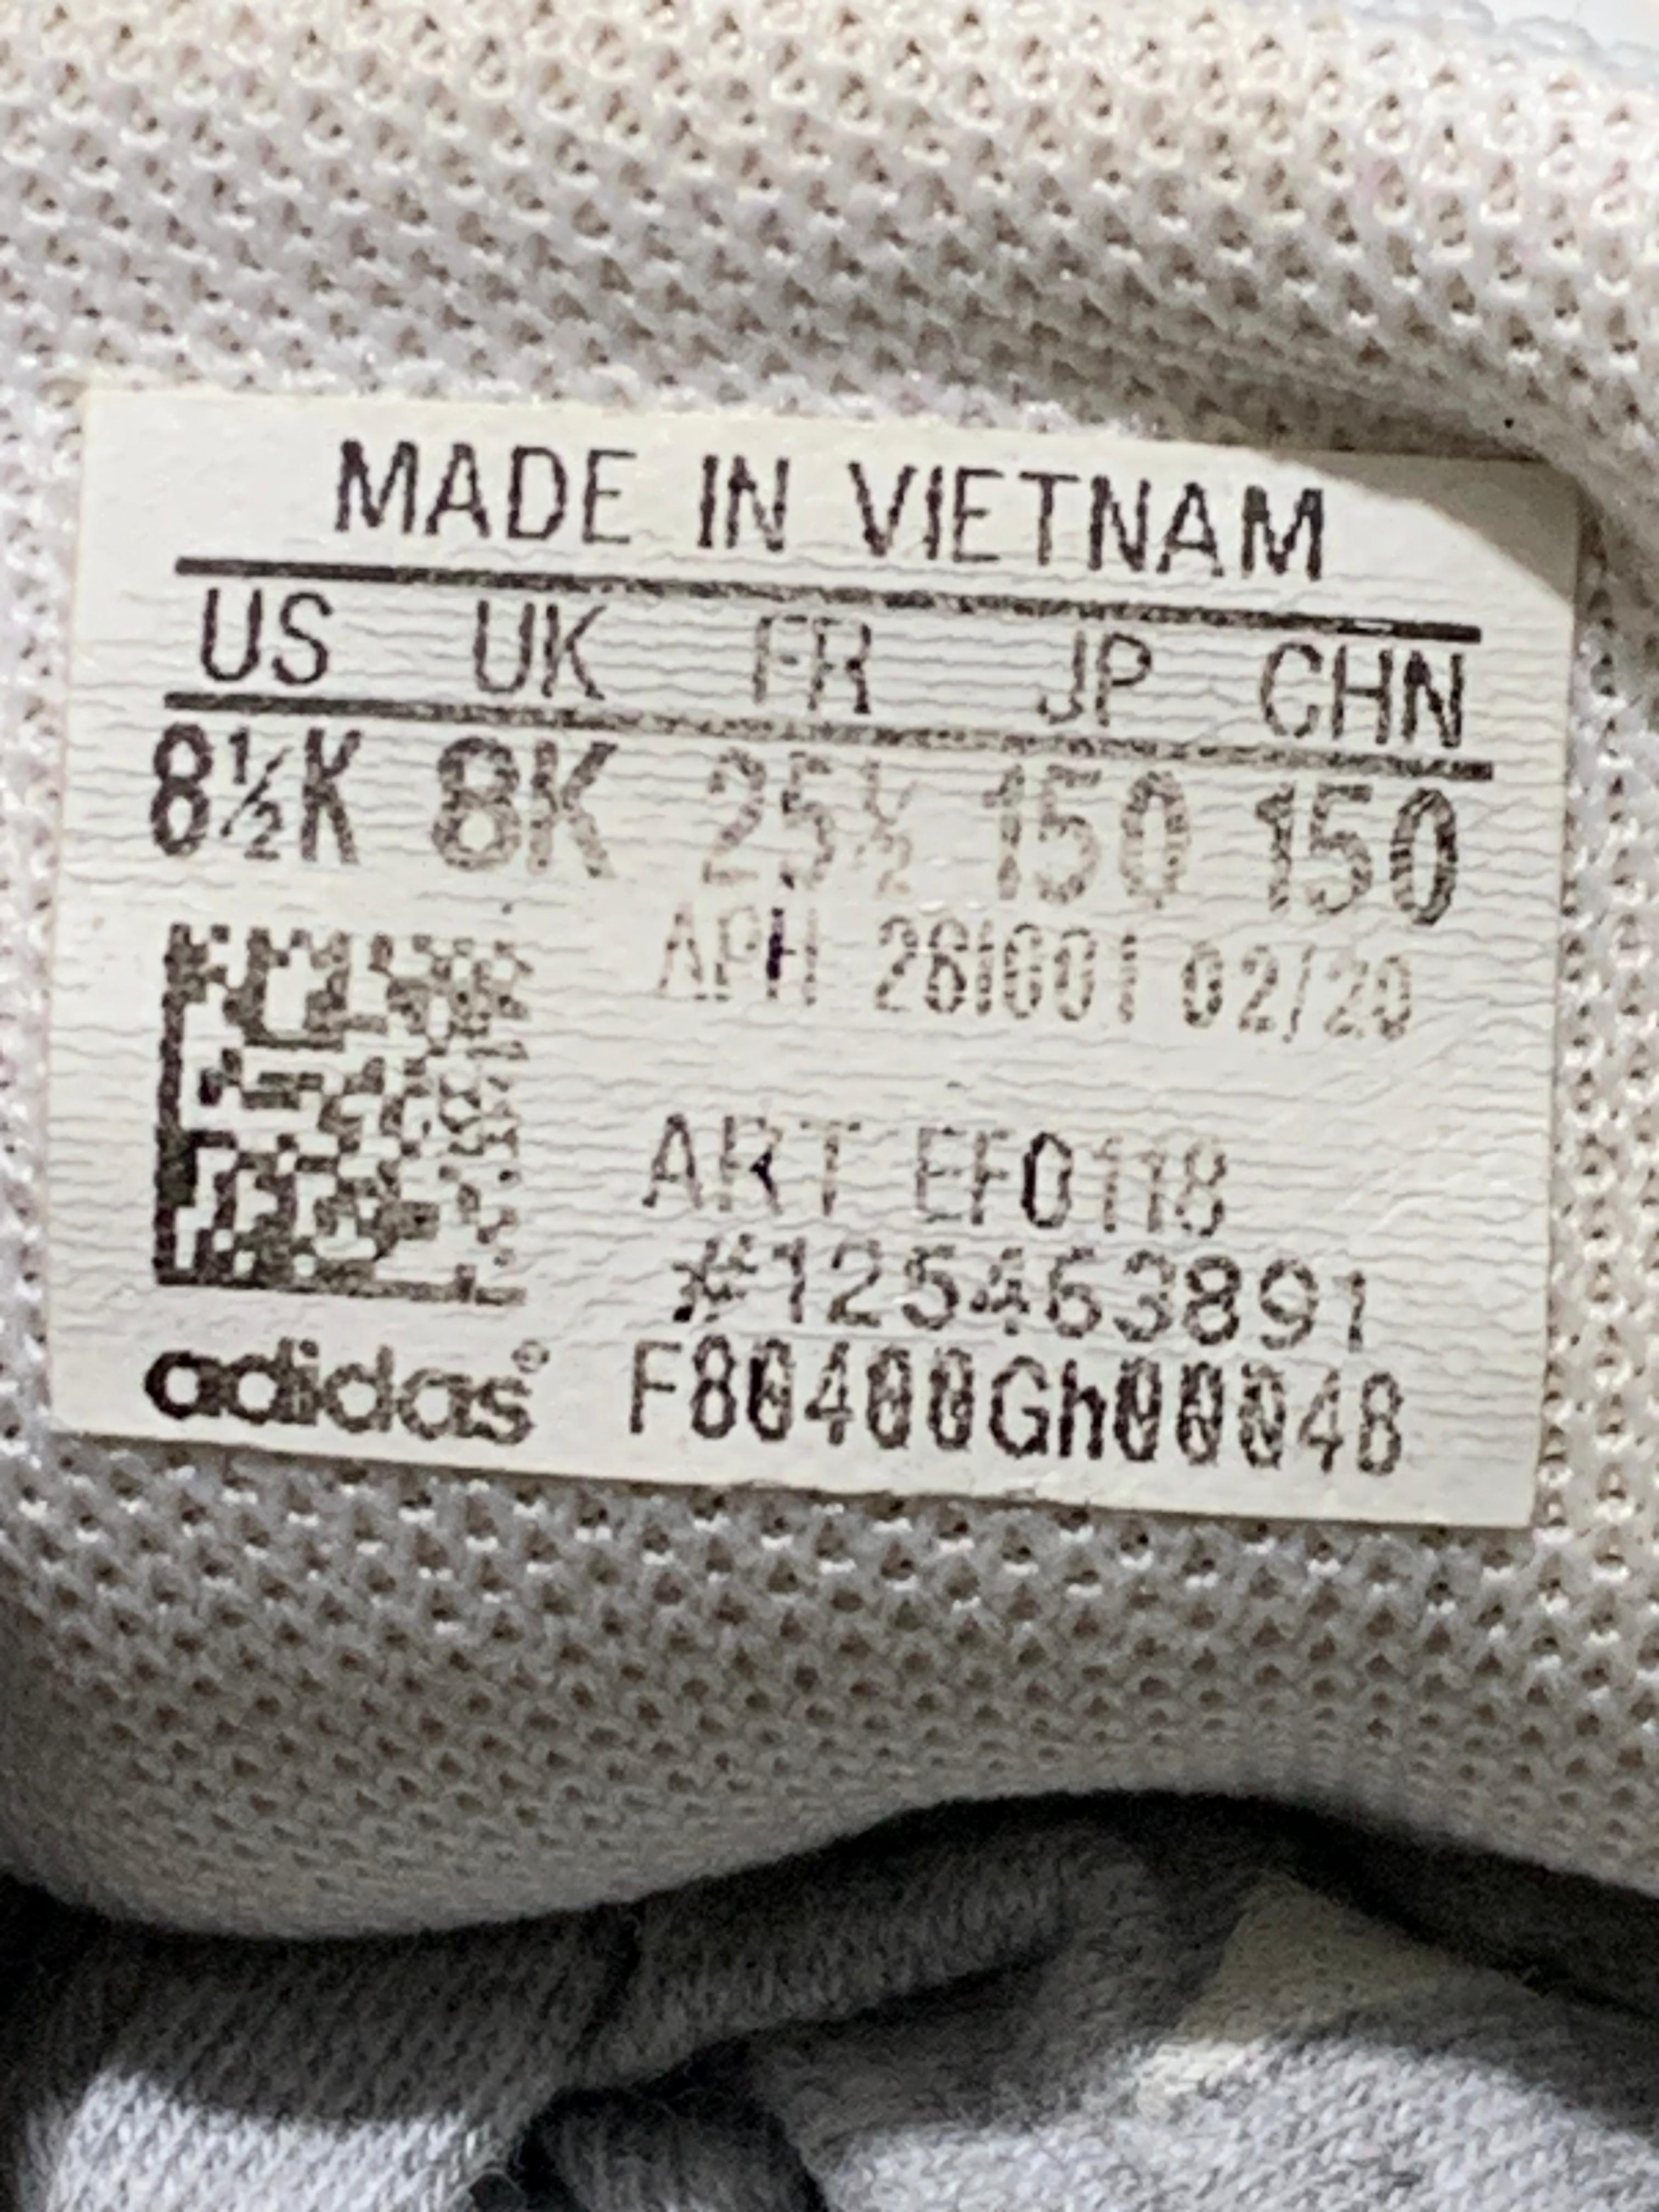 MADE IN VIETNAM
US UK FR JP CHN
8½K 8K 25½ 150 150
APH 261001 02/20
ART EF0118
#125463891
adidas® F80400Gh00048